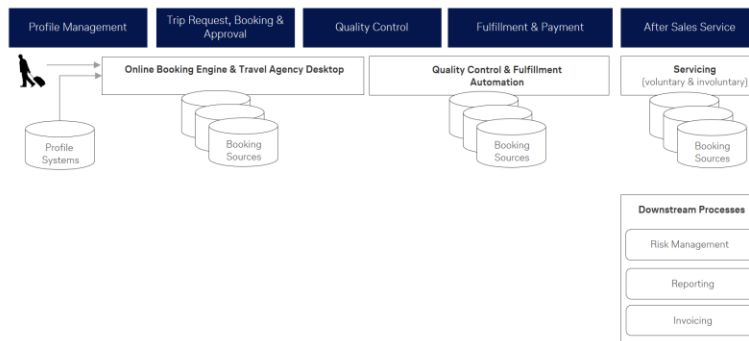 Profile Management
Trip Request, Booking &
Approval
Quality Control
Fulfillment & Payment
After Sales Service
Online Booking Engine & Travel Agency Desktop
Quality Control & Fulfillment
Automation
Servicing
(voluntary & involuntary)
Profile
Systems
Booking
Sources
Booking
Sources
Booking
Sources
Downstream Processes
Risk Management
Reporting
Invoicing